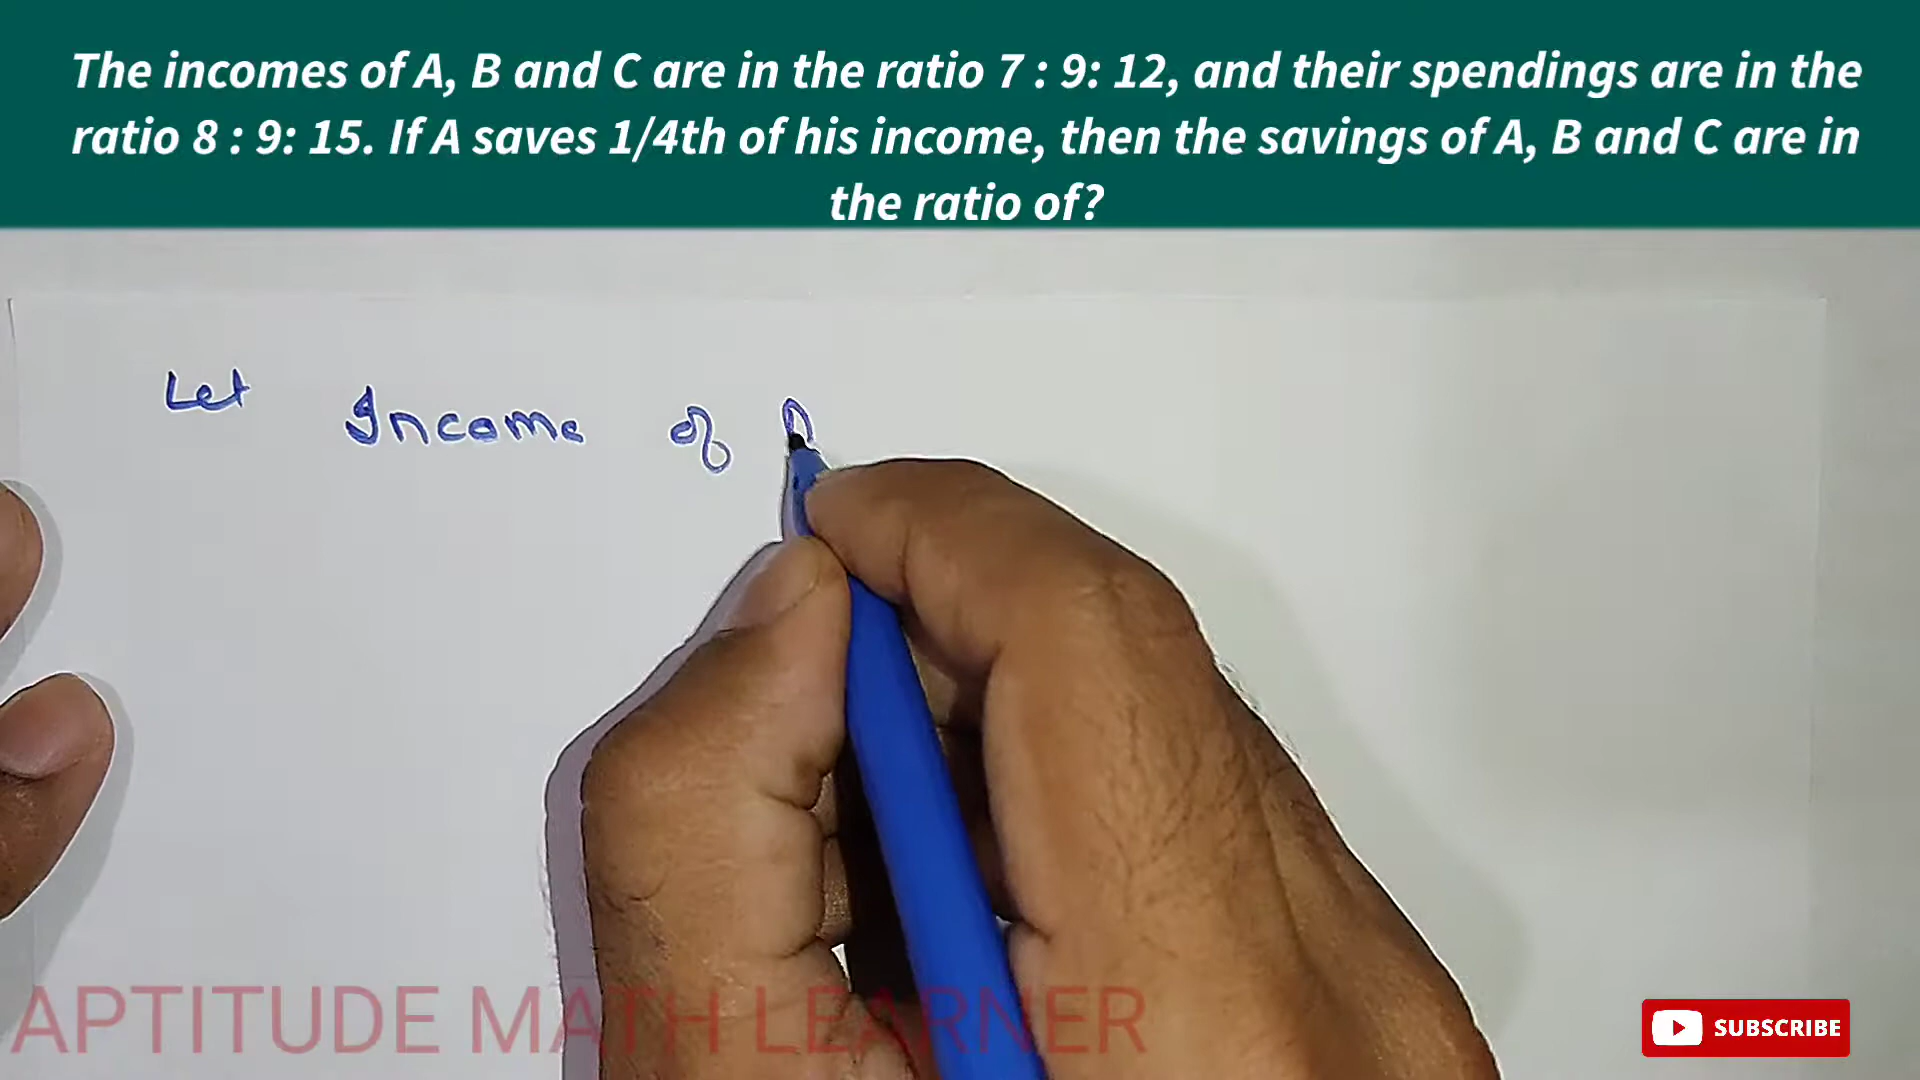 The incomes of A, B and C are in the ratio 7 : 9: 12, and their spendings are in the
ratio 8 : 9: 15. If A saves 1/4th of his income, then the savings of A, B and C are in
the ratio of?
Let Income of A
APTITUDE MATH LEARNER
SUBSCRIBE